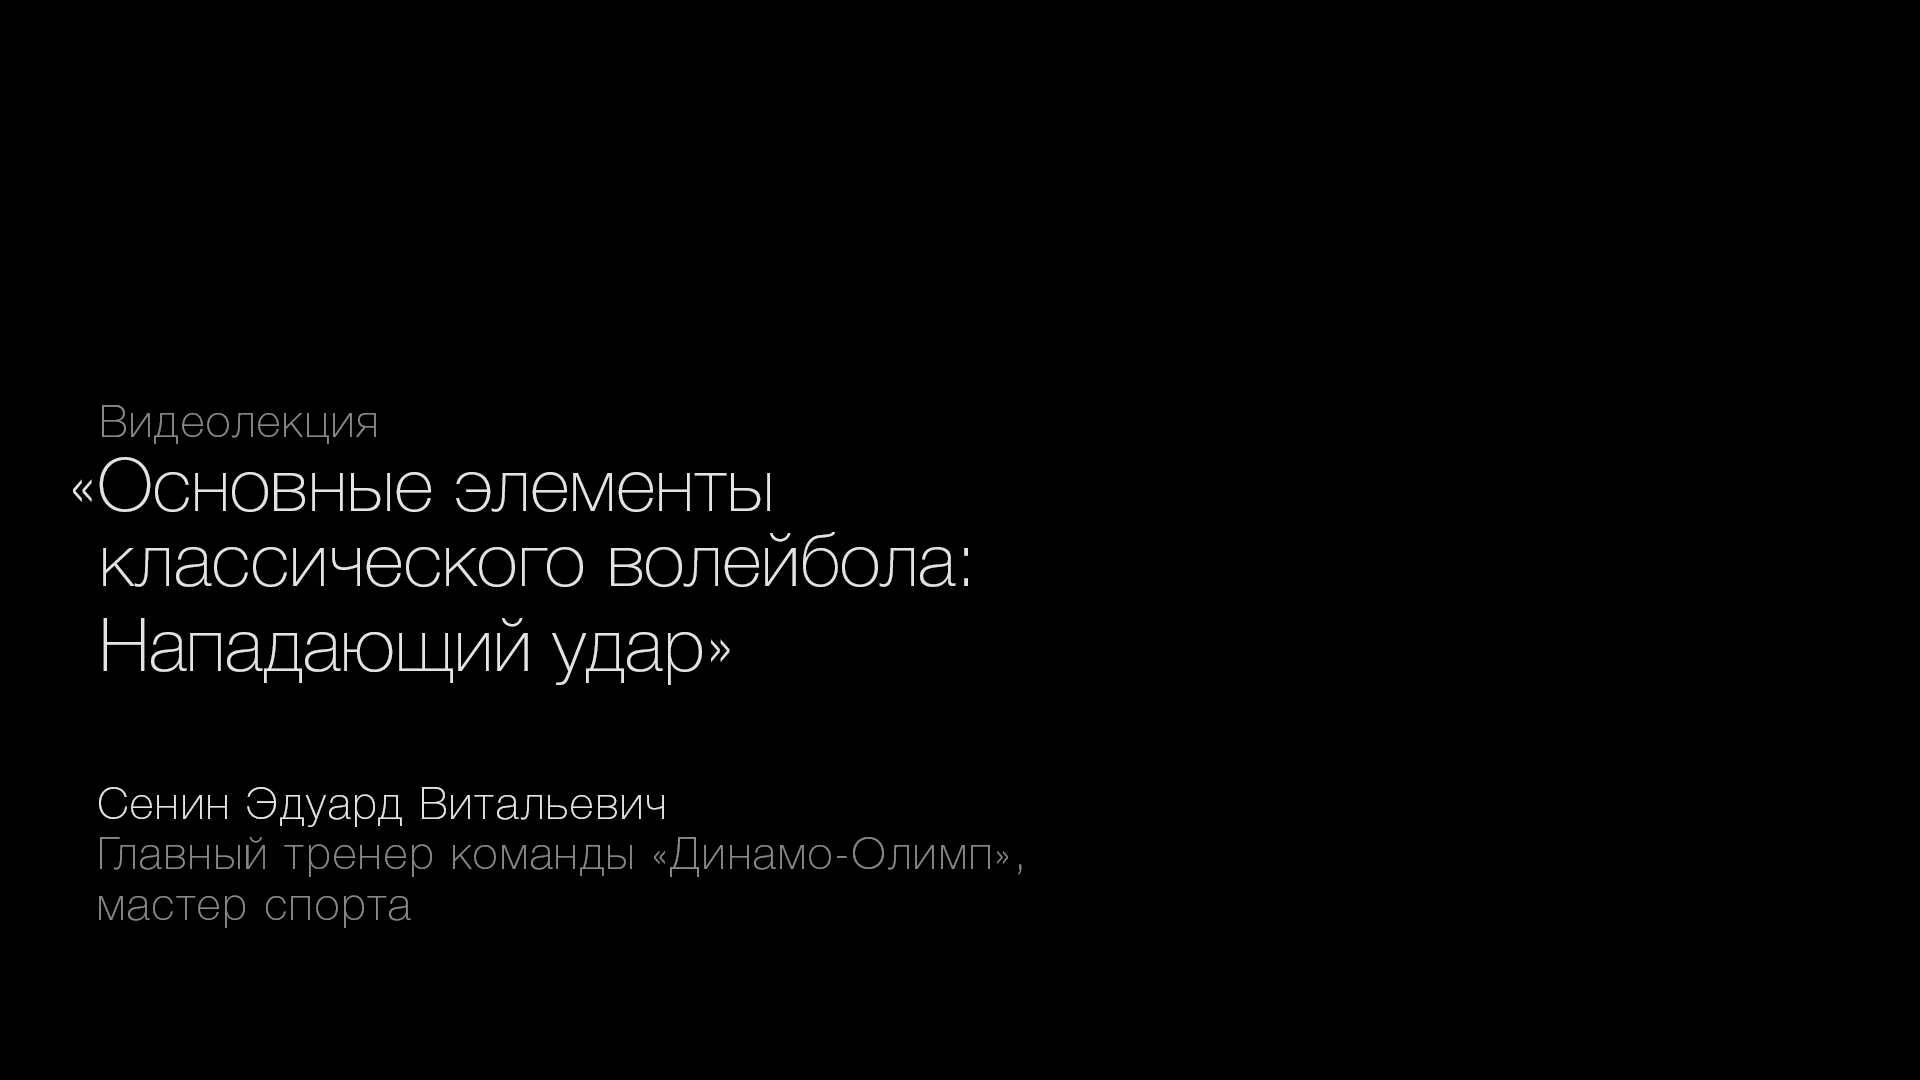 Видеолекция
«Основные элементы
классического волейбола:
Нападающий удар»
Сенин Эдуард Витальевич
Главный тренер команды «Динамо-Олимп»,
мастер спорта